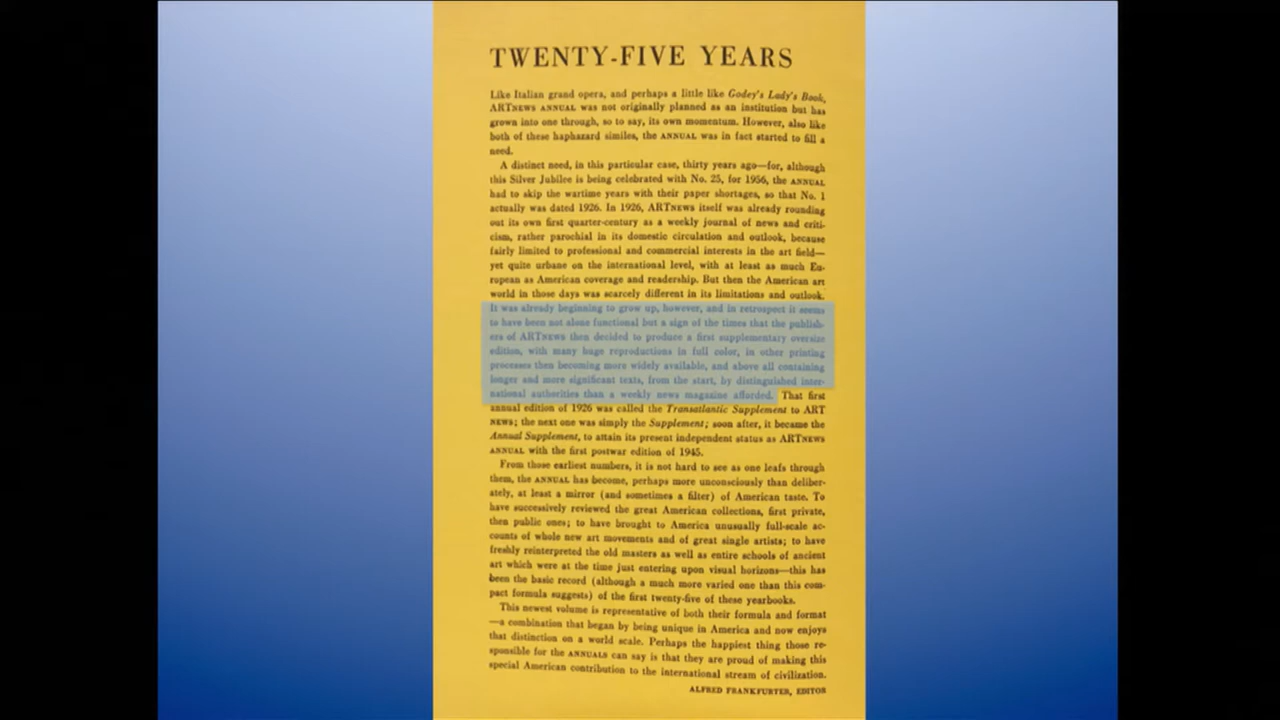 TWENTY-FIVE YEARS
Like Italian grand opera, and perhaps a little like Godey's Lady's Book,
ARTNEWS ANNUAL was not originally planned as an institution but has
grown into one through, so to say, its own momentum. However, also like
both of these haphazard similes, the ANNUAL was in fact started to fill a
need.
A distinct need, in this particular case, thirty years ago—for, although
this Silver Jubilee is being celebrated with No. 25, for 1956, the ANNUAL
had to skip the wartime years with their paper shortages, so that No. 1
actually was dated 1926. In 1926, ARTNEWS itself was already rounding
out its own first quarter-century as a weekly journal of news and criti-
cism, rather parochial in its domestic circulation and outlook, because
fairly limited to professional and commercial interests in the art field—
yet quite urbane on the international level, with at least as much Eu-
ropean as American coverage and readership. But then the American art
world in those days was scarcely different in its limitations and outlook.
It was already beginning to grow up, however, and in retrospect it seems
to have been not alone functional but a sign of the times that the publish-
ers of ARTNEWS then decided to produce a first supplementary oversize
edition, with many huge reproductions in full color, in other printing
processes then becoming more widely available, and above all containing
longer and more significant texts, from the start, by distinguished inter-
national authorities than a weekly news magazine afforded. That first
annual edition of 1926 was called the Transatlantic Supplement to ART
NEWS; the next one was simply the Supplement; soon after, it became the
Annual Supplement, to attain its present independent status as ARTNEWS
ANNUAL with the first postwar edition of 1945.
From those earliest numbers, it is not hard to see as one leafs through
them, the ANNUAL has become, perhaps more unconsciously than deliber-
ately, at least a mirror (and sometimes a filter) of American taste. To
have successively reviewed the great American collections, first private,
then public ones; to have brought to America unusually full-scale ac-
counts of whole new art movements and of great single artists; to have
freshly reinterpreted the old masters as well as entire schools of ancient
art which were at the time just entering upon visual horizons—this has
been the basic record (although a much more varied one than this com-
pact formula suggests) of the first twenty-five of these yearbooks.
This newest volume is representative of both their formula and format
—a combination that began by being unique in America and now enjoys
that distinction on a world scale. Perhaps the happiest thing those re-
sponsible for the ANNUALS can say is that they are proud of making this
special American contribution to the international stream of civilization.
ALFRED FRANKFURTER, EDITOR